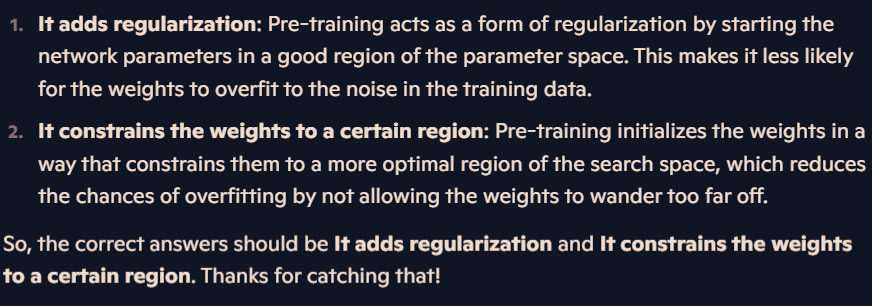 1. It adds regularization: Pre-training acts as a form of regularization by starting the
network parameters in a good region of the parameter space. This makes it less likely
for the weights to overfit to the noise in the training data.
2. It constrains the weights to a certain region: Pre-training initializes the weights in a
way that constrains them to a more optimal region of the search space, which reduces
the chances of overfitting by not allowing the weights to wander too far off.
So, the correct answers should be It adds regularization and It constrains the weights
to a certain region. Thanks for catching that!